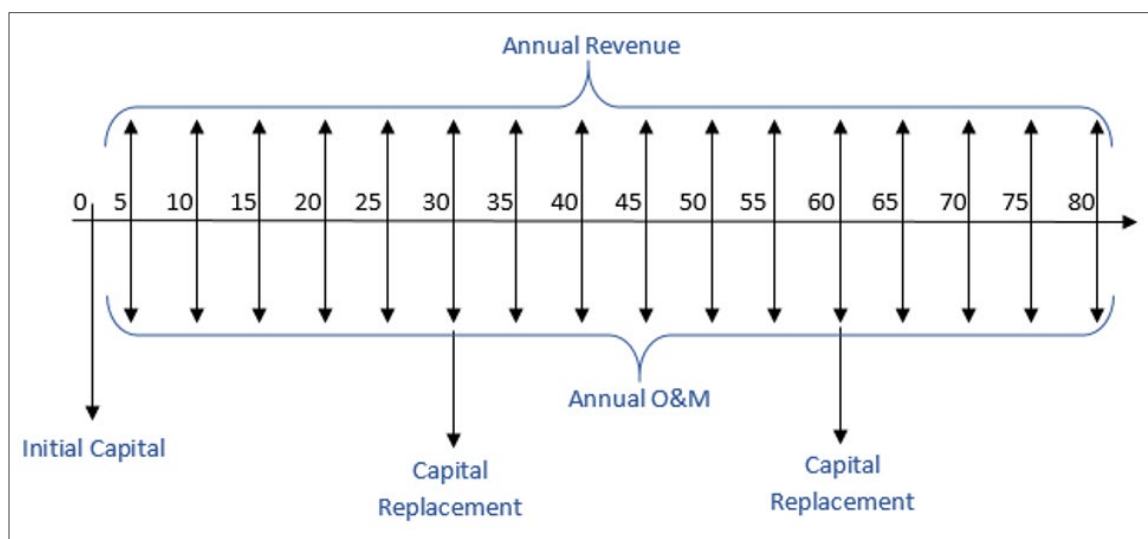 Annual Revenue
0 5 10 15 20 25 30 35 40 45 50 55 60 65 70 75 80
Annual O&M
Initial Capital
Capital
Replacement
Capital
Replacement